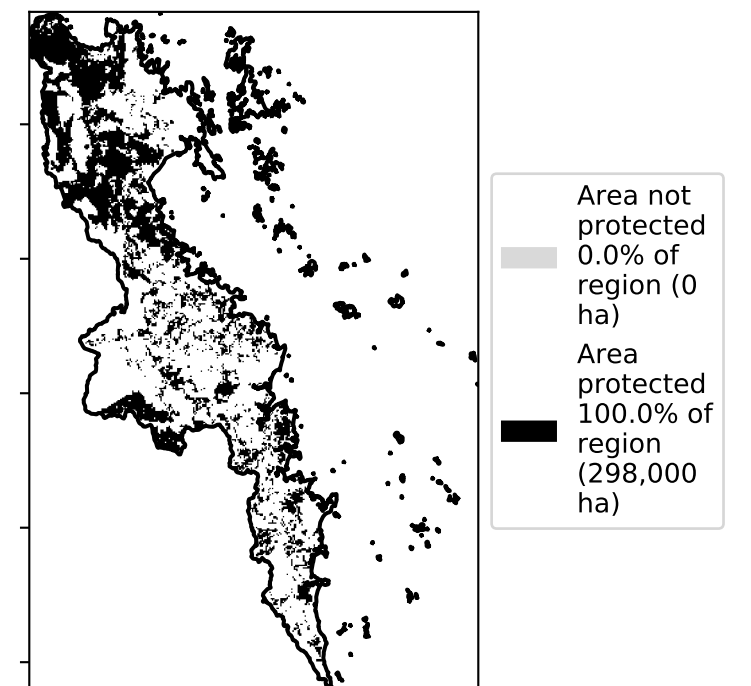 Area not
protected
0.0% of
region (0
ha)
Area
protected
100.0% of
region
(298,000
ha)